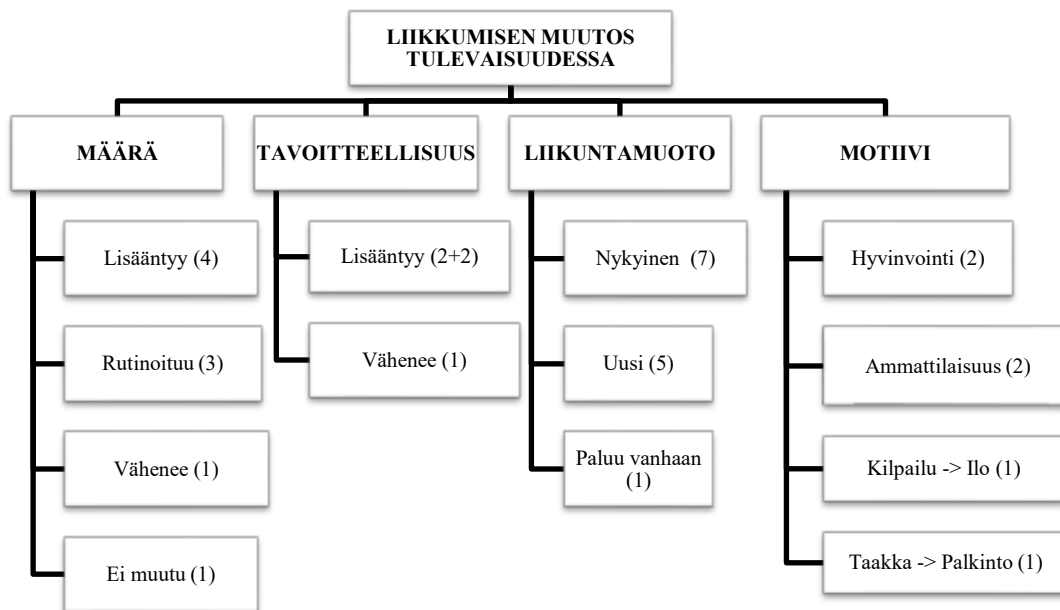 LIIKKUMISEN MUUTOS
TULEVAISUUDESSA
MÄÄRÄ
Lisääntyy (4)
Rutinoituu (3)
Vähenee (1)
Ei muutu (1)
TAVOITTEELLISUUS
Lisääntyy (2+2)
Vähenee (1)
LIIKUNTAMUOTO
Nykyinen (7)
Uusi (5)
Paluu vanhaan
(1)
MOTIIVI
Hyvinvointi (2)
Ammattilaisuus (2)
Kilpailu -> Ilo (1)
Taakka -> Palkinto (1)